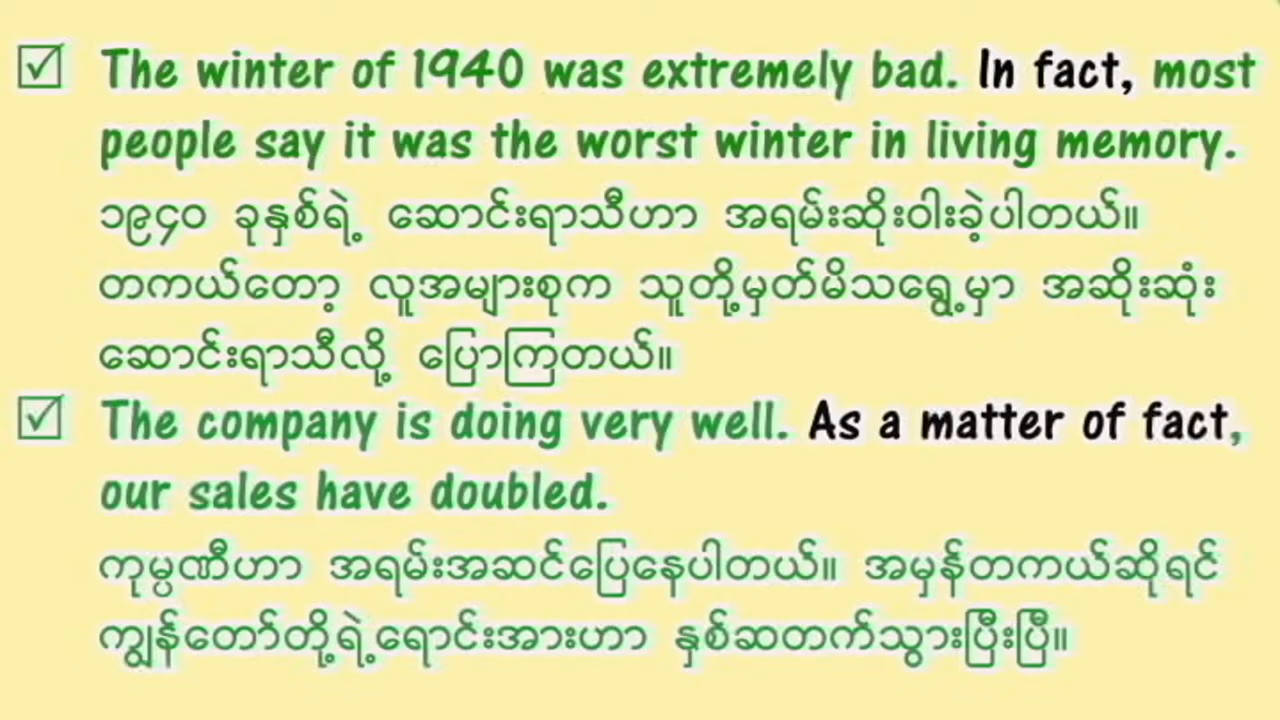 The winter of 1940 was extremely bad. In fact, most
people say it was the worst winter in living memory.
၁၉၄၀ ခုနှစ်ရဲ့ ဆောင်းရာသီဟာ အရမ်းဆိုးဝါးခဲ့ပါတယ်။
တကယ်တော့ လူအများစုက သူတို့မှတ်မိသရွေ့မှာ အဆိုးဆုံး
ဆောင်းရာသီလို့ ပြောကြတယ်။
The company is doing very well. As a matter of fact,
our sales have doubled.
ကုမ္ပဏီဟာ အရမ်းအဆင်ပြေနေပါတယ်။ အမှန်တကယ်ဆိုရင်
ကျွန်တော်တို့ရဲ့ရောင်းအားဟာ နှစ်ဆတက်သွားပြီးပြီ။